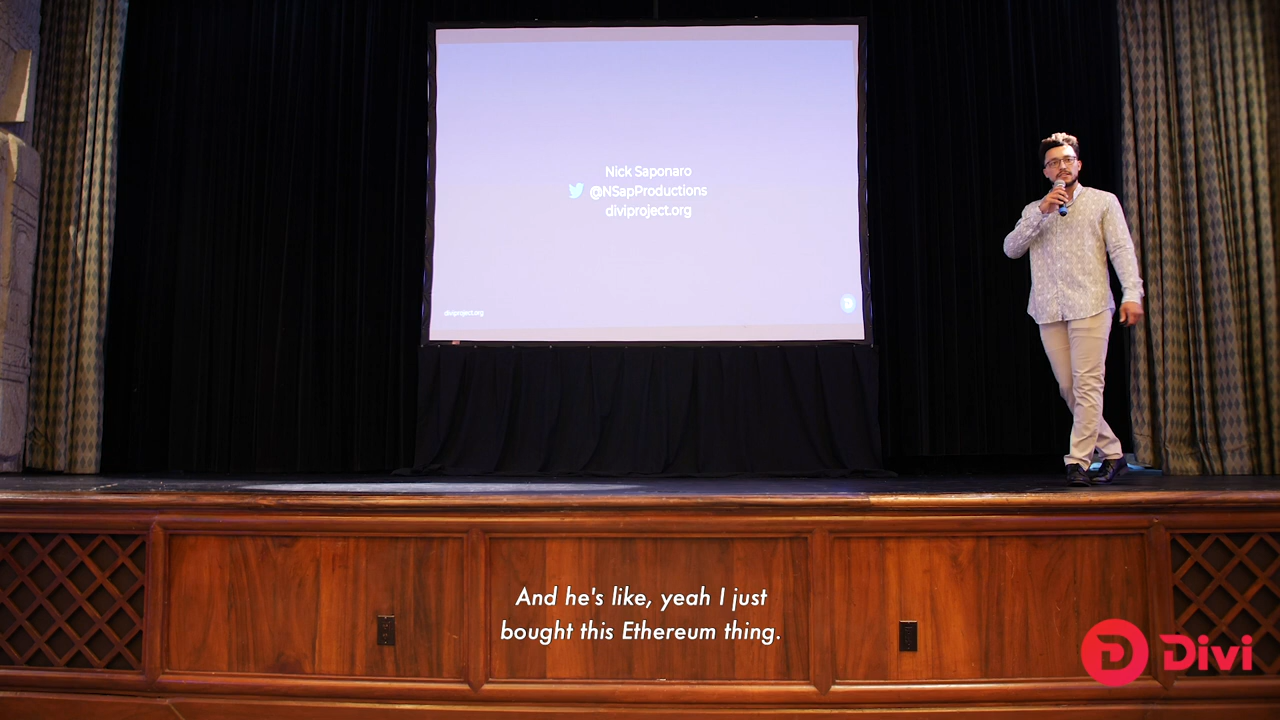 Nick Saponaro
@NSapProductions
diviproject.org
diviproject.org
And he's like, yeah I just
bought this Ethereum thing.
Divi